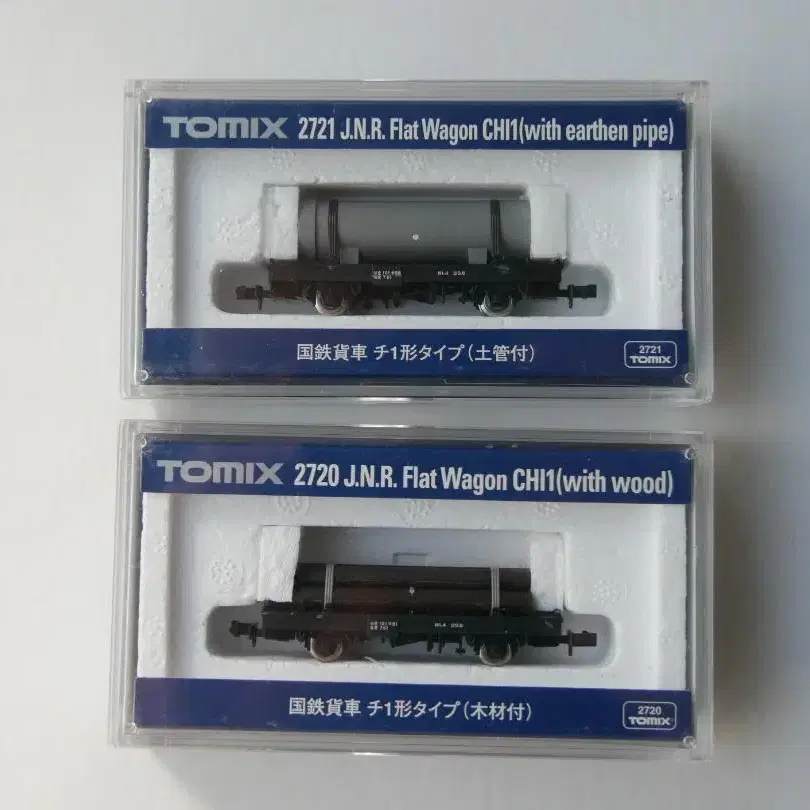 TOMIX 2721 J.N.R. Flat Wagon CHI1(with earthen pipe)
国鉄貨車 チ1形タイプ(土管付)
2721
TOMIX
TOMIX 2720 J.N.R. Flat Wagon CHI1(with wood)
国鉄貨車 チ1形タイプ(木材付)
2720
TOMIX